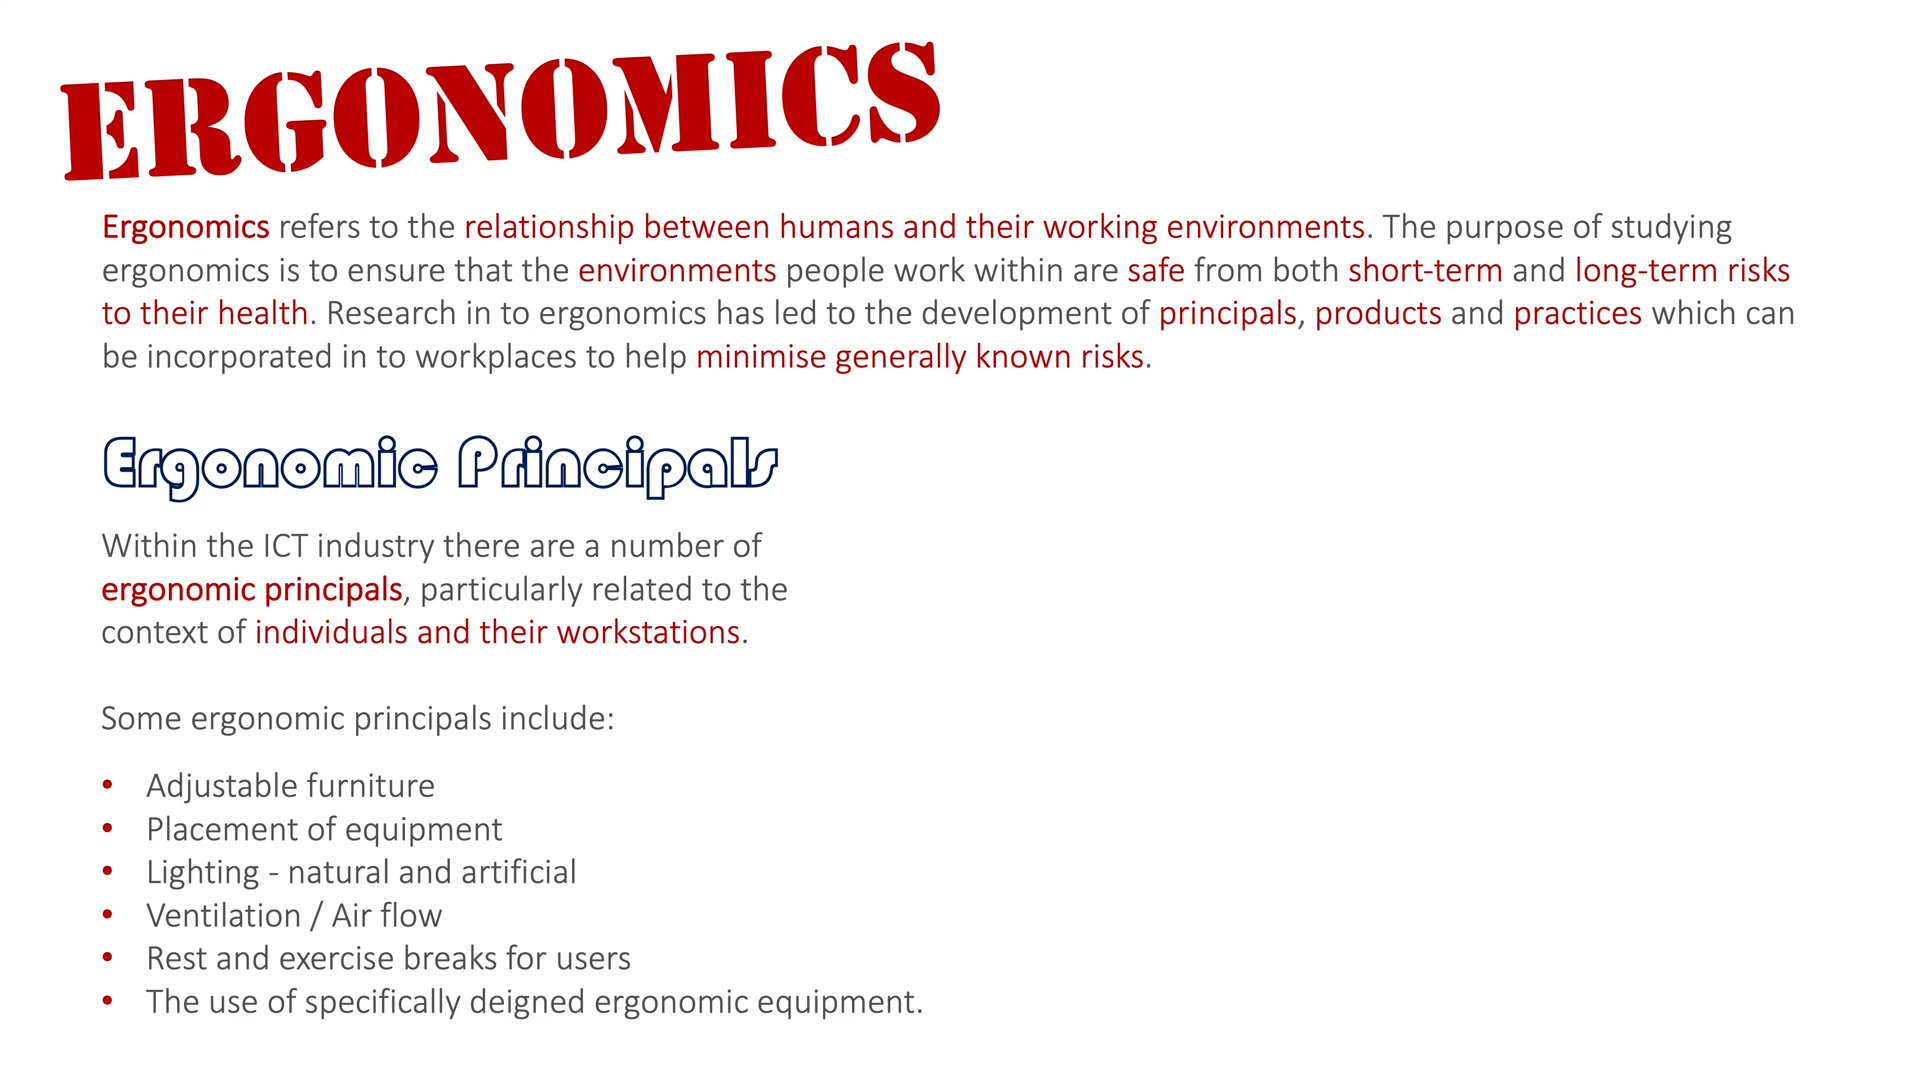 ERGONOMICS
Ergonomics refers to the relationship between humans and their working environments. The purpose of studying
ergonomics is to ensure that the environments people work within are safe from both short-term and long-term risks
to their health. Research in to ergonomics has led to the development of principals, products and practices which can
be incorporated in to workplaces to help minimise generally known risks.
Ergonomic Principals
Within the ICT industry there are a number of
ergonomic principals, particularly related to the
context of individuals and their workstations.
Some ergonomic principals include:
• Adjustable furniture
• Placement of equipment
• Lighting - natural and artificial
• Ventilation / Air flow
• Rest and exercise breaks for users
• The use of specifically deigned ergonomic equipment.